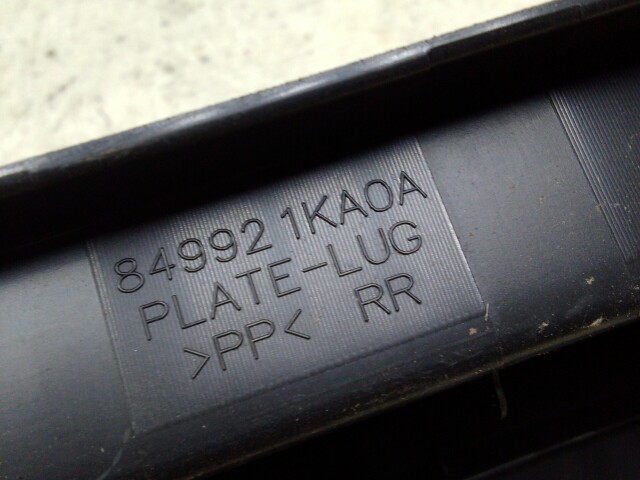 84992 1KA0A
PLATE-LUG
>PP< RR